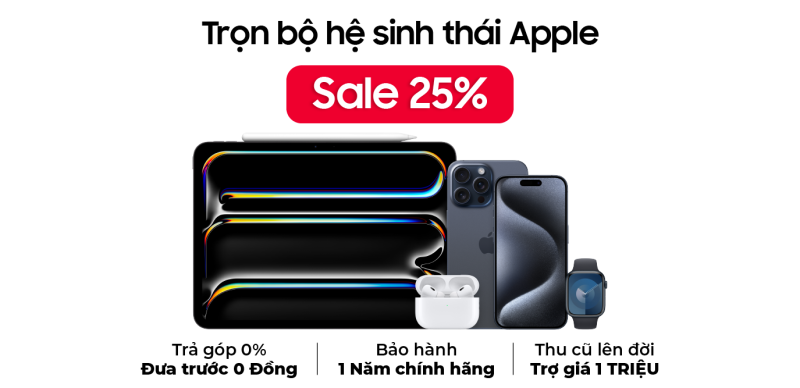 Trọn bộ hệ sinh thái Apple
Sale 25%
Trả góp 0%
Đưa trước 0 Đồng
Bảo hành
1 Năm chính hãng
Thu cũ lên đời
Trợ giá 1 TRIỆU